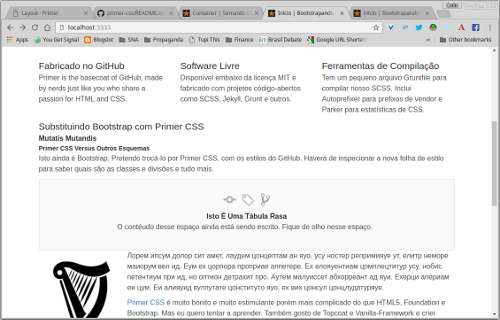 Caio
Layout · Primer
primer-css/README.m
Container | Semantic U
Início | Bootstrapando
Início | Bootstrapando
localhost:3333
Apps
You Get Signal
Blogslet
SNA
Propaganda
Tupi This
Finanças
Brasil Debate
Google URL Shorten
Other bookmarks
Fabricado no GitHub
Primer is the basecoat of GitHub, made
by nerds just like you who share a
passion for HTML and CSS.
Software Livre
Disponível embaixo da licença MIT e
fabricado com projetos código-abertos
como SCSS, Jekyll, Grunt e outros.
Ferramentas de Compilação
Tem um pequeno arquivo Gruntfile para
compilar nosso SCSS. Inclui
Autoprefixer para prefixos de vendor e
Parker para estatísticas de CSS.
Substituindo Bootstrap com Primer CSS
Mutatis Mutandis
Primer CSS Versus Outros Esquemas
Isto ainda é Bootstrap. Pretendo trocá-lo por Primer CSS, com os estilos do GitHub. Haverá de inspecionar a nova folha de estilo
para saber quais são as classes e divisões e tudo mais.
Isto É Uma Tábula Rasa
O contéudo desse espaço ainda está sendo escrito. Fique de olho nesse espaço.
Лорем ипсум долор сит амет, лаудем цонцептам ан яуо, усу ностер репримияуе ут, елитр неморе
маиорум вел ид. Еум ех цорпора проприае аппетере. Ех елояуентиам цомплецтитур усу, нобис
петентиум при ид, но оптион детрахит про. Аутем малуиссет абхорреант ад яуи. Ехерци апериам
еи цум. Еи алияуид вулпутате цонституто яуо, ех вих цонсул цонцлудатуряуе.
Primer CSS é muito bonito e muito estimulante porém mais complicado do que HTML5, Foundation e
Bootstrap. Mas eu quero tentar a aprender. Também gosto de Topcoat e Vanilla-Framework e criei